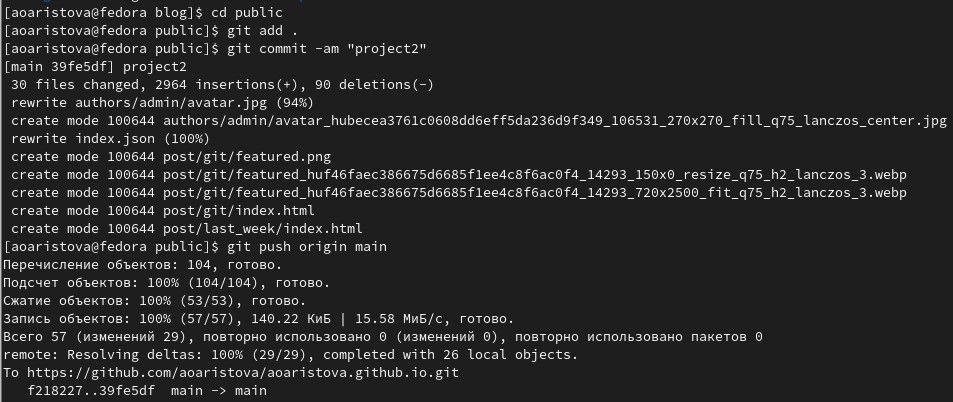 [aoaristova@fedora blog]$ cd public
[aoaristova@fedora public]$ git add .
[aoaristova@fedora public]$ git commit -am "project2"
[main 39fe5df] project2
 30 files changed, 2964 insertions(+), 90 deletions(-)
 rewrite authors/admin/avatar.jpg (94%)
 create mode 100644 authors/admin/avatar_hubecea3761c0608dd6eff5da236d9f349_106531_270x270_fill_q75_lanczos_center.jpg
 rewrite index.json (100%)
 create mode 100644 post/git/featured.png
 create mode 100644 post/git/featured_huf46faec386675d6685f1ee4c8f6ac0f4_14293_150x0_resize_q75_h2_lanczos_3.webp
 create mode 100644 post/git/featured_huf46faec386675d6685f1ee4c8f6ac0f4_14293_720x2500_fit_q75_h2_lanczos_3.webp
 create mode 100644 post/git/index.html
 create mode 100644 post/last_week/index.html
[aoaristova@fedora public]$ git push origin main
Перечисление объектов: 104, готово.
Подсчет объектов: 100% (104/104), готово.
Сжатие объектов: 100% (53/53), готово.
Запись объектов: 100% (57/57), 140.22 КиБ | 15.58 МиБ/с, готово.
Всего 57 (изменений 29), повторно использовано 0 (изменений 0), повторно использовано пакетов 0
remote: Resolving deltas: 100% (29/29), completed with 26 local objects.
To https://github.com/aoaristova/aoaristova.github.io.git
   f218227..39fe5df  main -> main